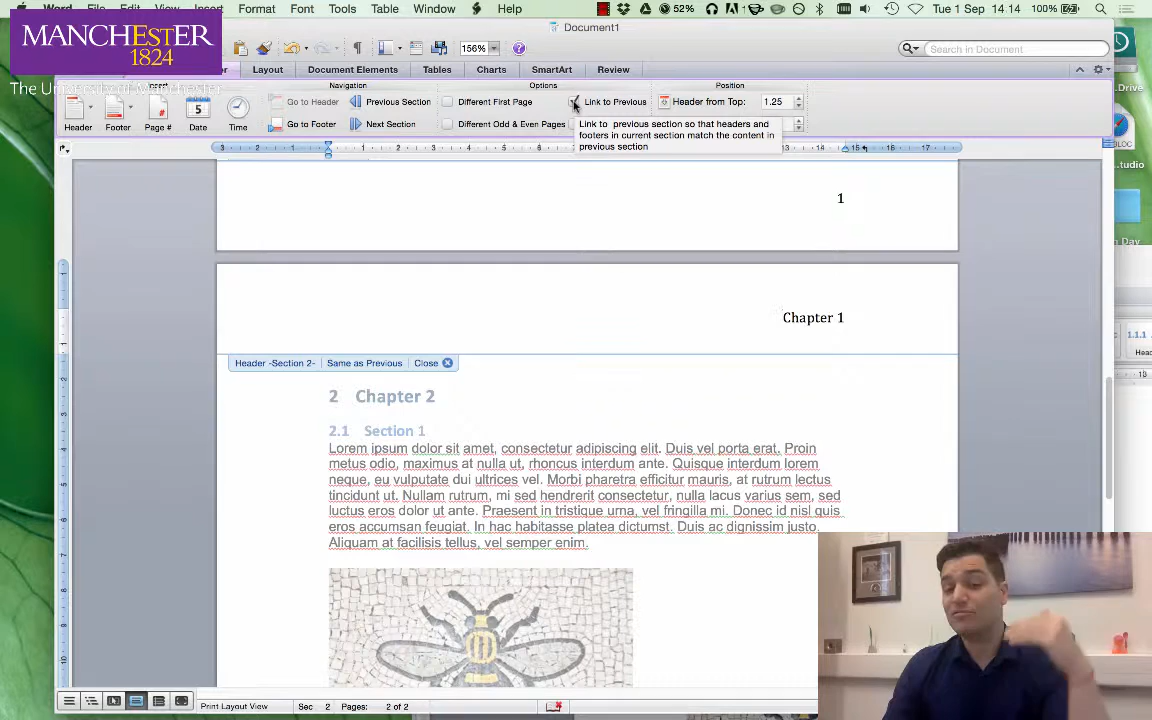 Word File Edit View Insert Format Font Tools Table Window Help
52%
Tue 1 Sep 14:14 100%
MANCHESTER
1824
The University of Manchester
Document1
156%
Search in Document
Layout Document Elements Tables Charts SmartArt Review
Navigation Options Position
Header Footer Page # Date Time
5
Go to Header Previous Section Different First Page Link to Previous Header from Top: 1.25
Go to Footer Next Section Different Odd & Even Pages
Link to previous section so that headers and
footers in current section match the content in
previous section
1
Chapter 1
Header -Section 2- Same as Previous Close
2 Chapter 2
2.1 Section 1
Lorem ipsum dolor sit amet, consectetur adipiscing elit. Duis vel porta erat. Proin
metus odio, maximus at nulla ut, rhoncus interdum ante. Quisque interdum lorem
neque, eu vulputate dui ultrices vel. Morbi pharetra efficitur mauris, at rutrum lectus
tincidunt ut. Nullam rutrum, mi sed hendrerit consectetur, nulla lacus varius sem, sed
luctus eros dolor ut ante. Praesent in tristique urna, vel fringilla mi. Donec id nisl quis
eros accumsan feugiat. In hac habitasse platea dictumst. Duis ac dignissim justo.
Aliquam at facilisis tellus, vel semper enim.
Print Layout View Sec 2 Pages: 2 of 2